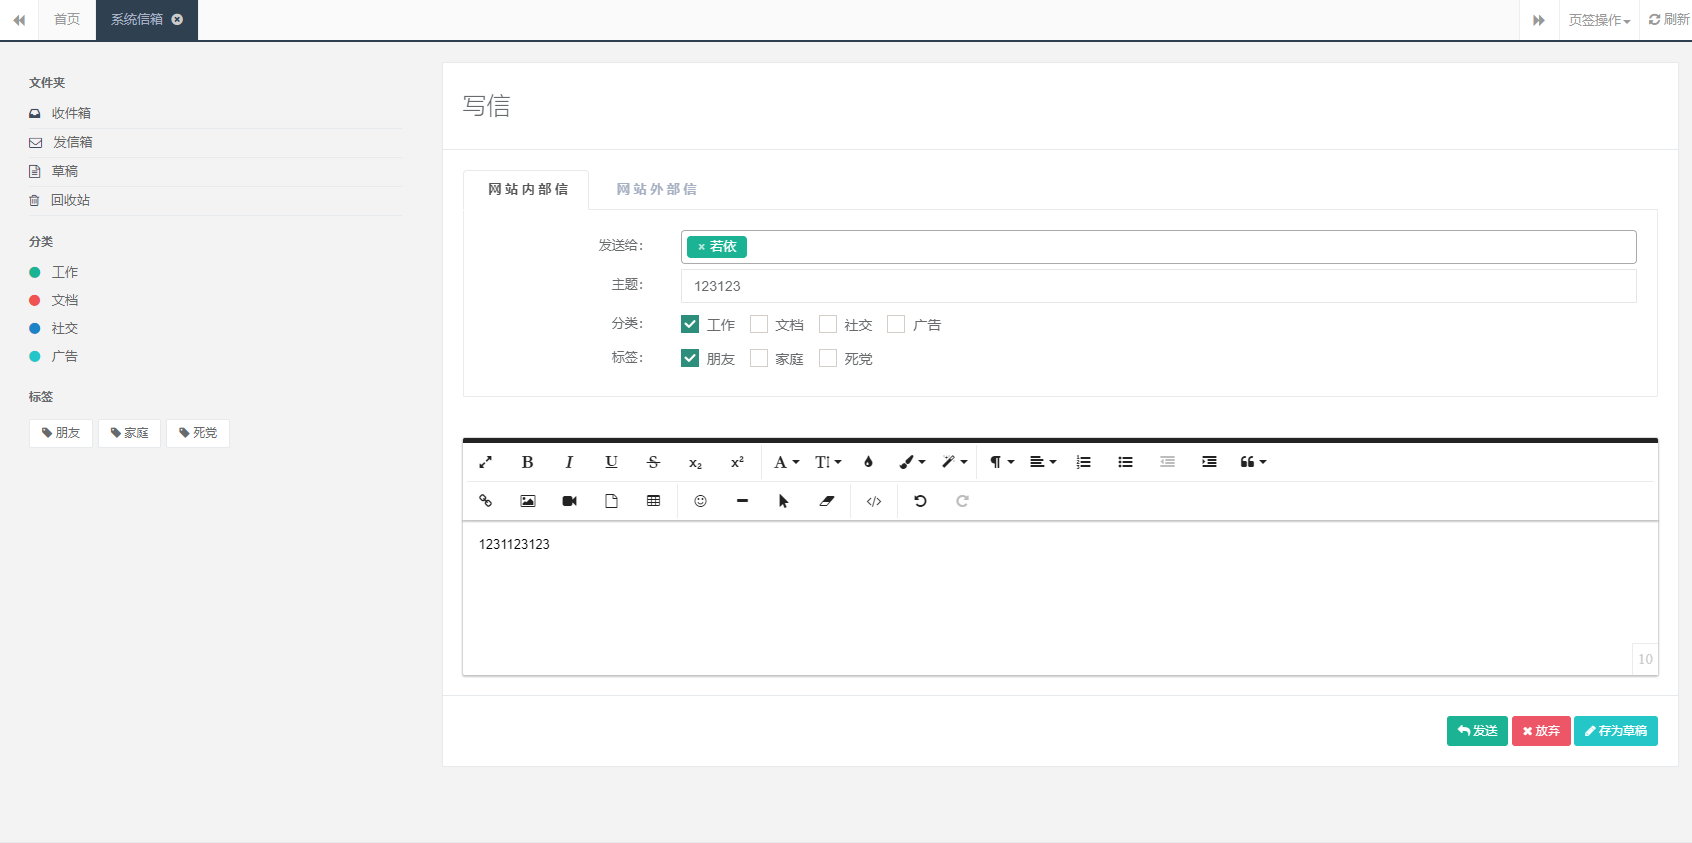 首页 系统信箱 页签操作 刷新
文件夹
收件箱
发信箱
草稿
回收站
分类
工作
文档
社交
广告
标签
朋友 家庭 死党
写信
网站内部信 网站外部信
发送给: × 若依
主题: 123123
分类: 工作 文档 社交 广告
标签: 朋友 家庭 死党
B I U S x₂ x² A T ¶
</>
1231123123
10
发送 放弃 存为草稿